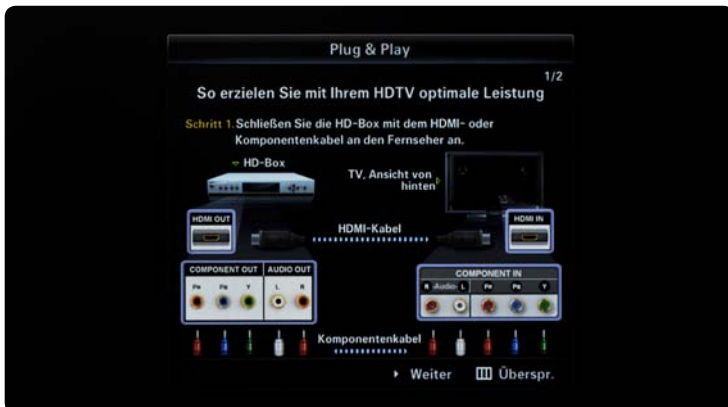 Plug & Play
1/2
So erzielen Sie mit Ihrem HDTV optimale Leistung
Schritt 1. Schließen Sie die HD-Box mit dem HDMI- oder
Komponentenkabel an den Fernseher an.
HD-Box
TV, Ansicht von
hinten
HDMI OUT
HDMI-Kabel
HDMI IN
COMPONENT OUT AUDIO OUT
PR PB Y L R
COMPONENT IN
R -Audio- L PR PB Y
Komponentenkabel
Weiter Überspr.